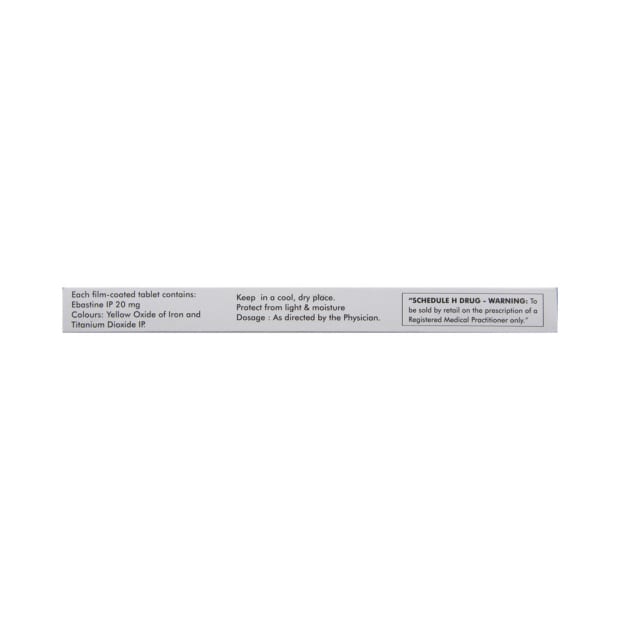 Each film-coated tablet contains:
Ebastine IP 20 mg
Colours: Yellow Oxide of Iron and
Titanium Dioxide IP.
Keep in a cool, dry place.
Protect from light & moisture
Dosage : As directed by the Physician.
"SCHEDULE H DRUG - WARNING: To
be sold by retail on the prescription of a
Registered Medical Practitioner only."